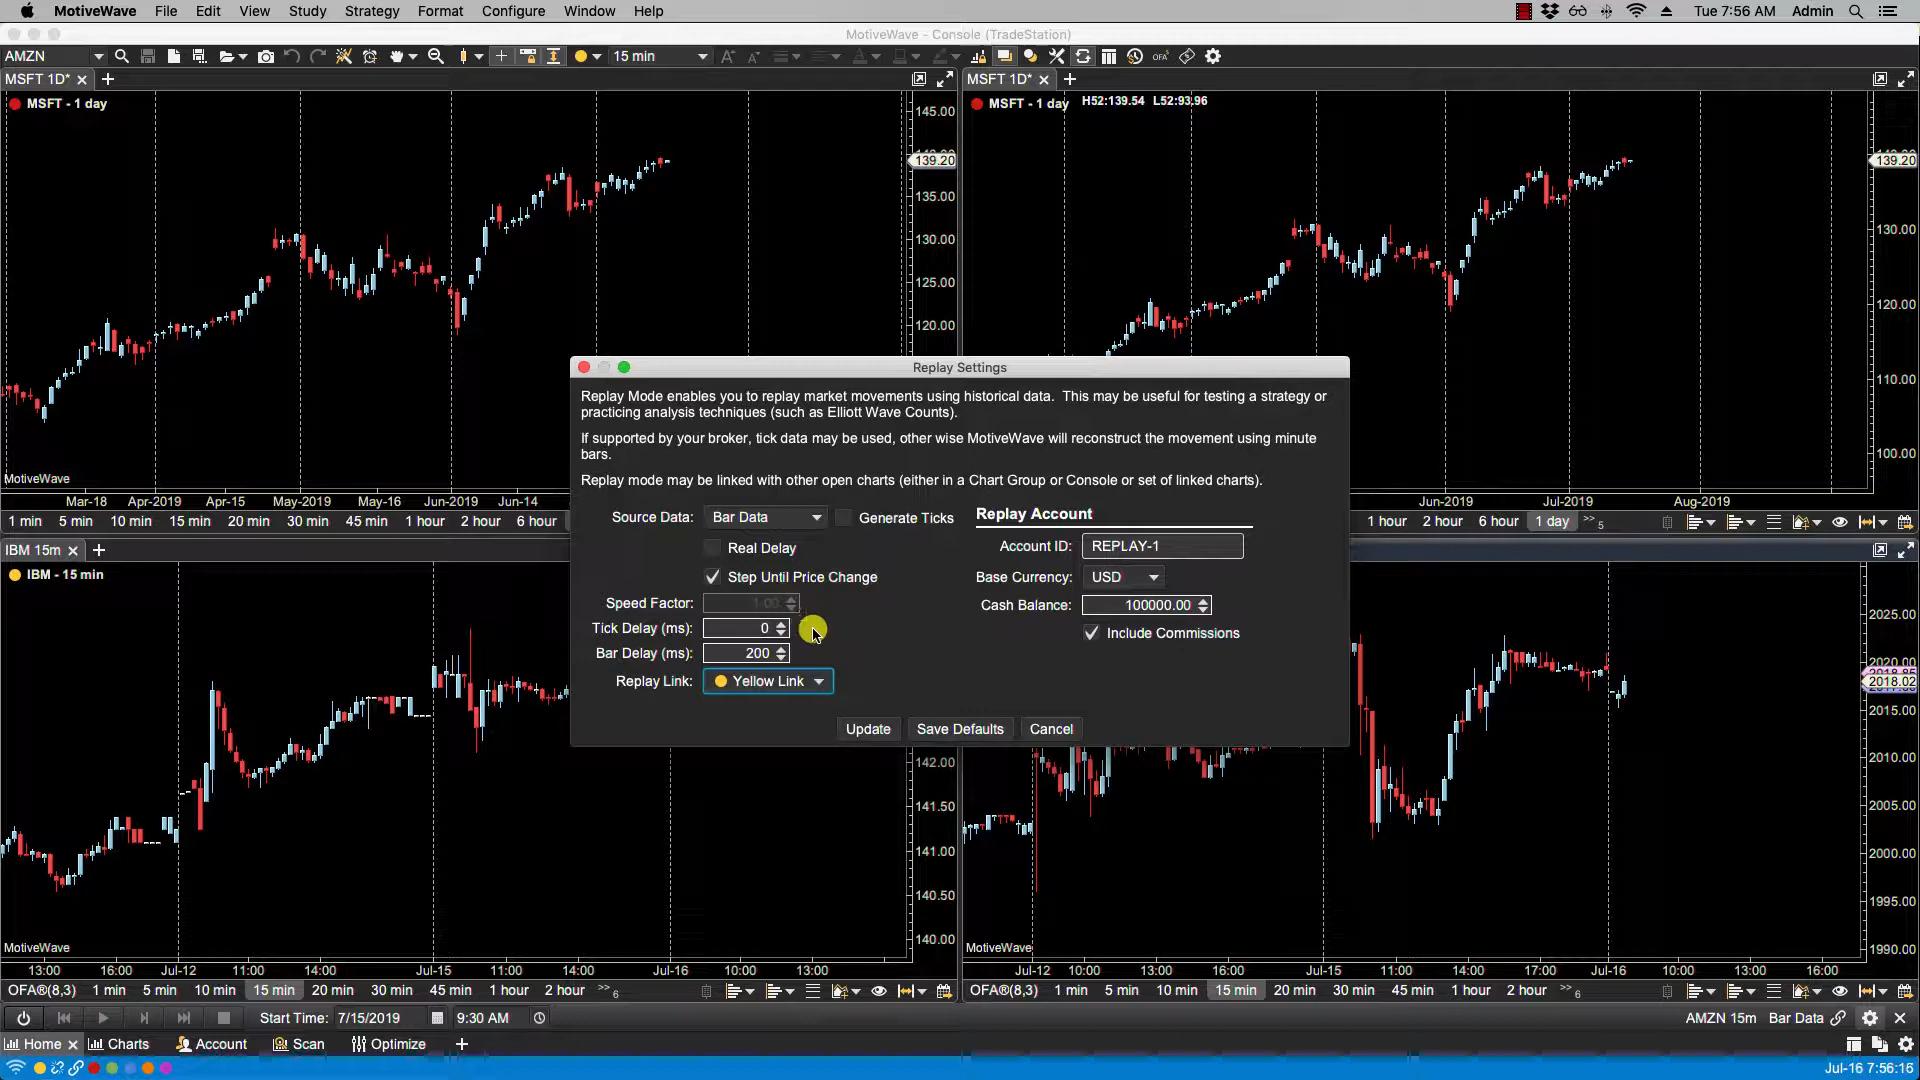 MotiveWave File Edit View Study Strategy Format Configure Window Help Tue 7:56 AM Admin
MotiveWave - Console (TradeStation)
AMZN 15 min
MSFT 1D*
MSFT - 1 day
145.00
139.20
135.00
130.00
125.00
120.00
MotiveWave
Mar-18 Apr-2019 Apr-15 May-2019 May-16 Jun-2019 Jun-14
1 min 5 min 10 min 15 min 20 min 30 min 45 min 1 hour 2 hour 6 hour
MSFT 1D*
MSFT - 1 day H52:139.54 L52:93.96
139.20
130.00
120.00
110.00
100.00
Jun-2019 Jul-2019 Aug-2019
1 hour 2 hour 6 hour 1 day >> 5
Replay Settings
Replay Mode enables you to replay market movements using historical data. This may be useful for testing a strategy or
practicing analysis techniques (such as Elliott Wave Counts).
If supported by your broker, tick data may be used, other wise MotiveWave will reconstruct the movement using minute
bars.
Replay mode may be linked with other open charts (either in a Chart Group or Console or set of linked charts).
Source Data: Bar Data Generate Ticks
Real Delay
Step Until Price Change
Speed Factor: 1.00
Tick Delay (ms): 0
Bar Delay (ms): 200
Replay Link: Yellow Link
Replay Account
Account ID: REPLAY-1
Base Currency: USD
Cash Balance: 100000.00
Include Commissions
Update Save Defaults Cancel
IBM 15m
IBM - 15 min
142.00
141.50
141.00
140.50
140.00
MotiveWave
13:00 16:00 Jul-12 11:00 14:00 Jul-15 11:00 14:00 Jul-16 10:00 13:00
OFA®(8,3) 1 min 5 min 10 min 15 min 20 min 30 min 45 min 1 hour 2 hour >> 6
2025.00
2020.00
2018.02
2015.00
2010.00
2005.00
2000.00
1995.00
1990.00
MotiveWave
Jul-12 10:00 13:00 16:00 Jul-15 11:00 14:00 17:00 Jul-16 10:00 13:00 16:00
OFA®(8,3) 1 min 5 min 10 min 15 min 20 min 30 min 45 min 1 hour 2 hour >> 6
Start Time: 7/15/2019 9:30 AM AMZN 15m Bar Data
Home Charts Account Scan Optimize
Jul-16 7:56:16